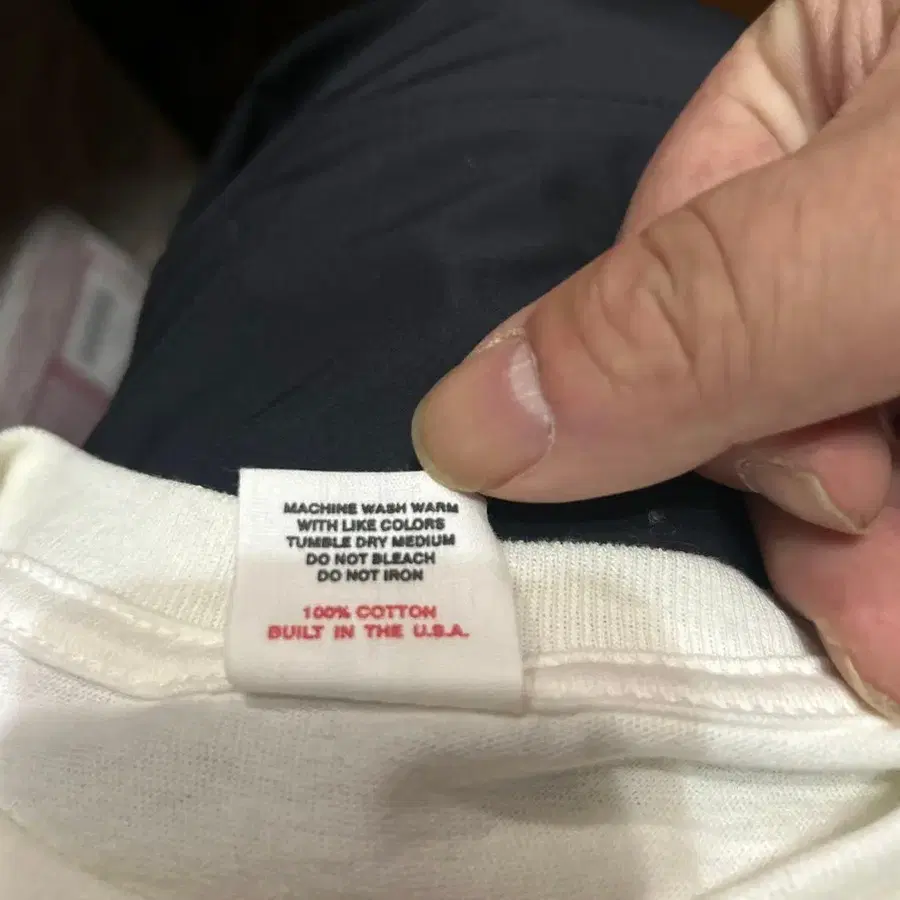 MACHINE WASH WARM
WITH LIKE COLORS
TUMBLE DRY MEDIUM
DO NOT BLEACH
DO NOT IRON
100% COTTON
BUILT IN THE U.S.A.